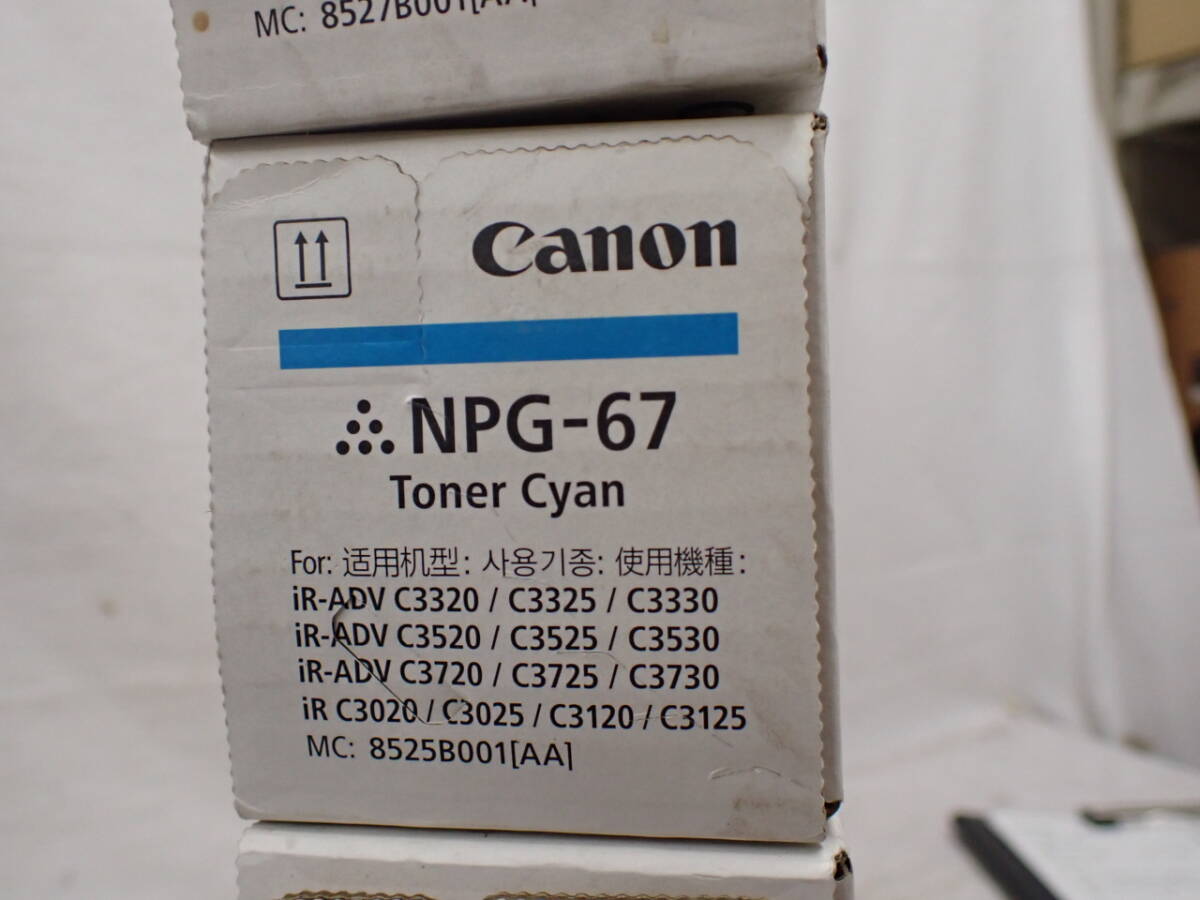 MC: 8527B001[AA]
Canon
NPG-67
Toner Cyan
For: 适用机型: 사용기종: 使用機種:
iR-ADV C3320 / C3325 / C3330
iR-ADV C3520 / C3525 / C3530
iR-ADV C3720 / C3725 / C3730
iR C3020 / C3025 / C3120 / C3125
MC: 8525B001[AA]